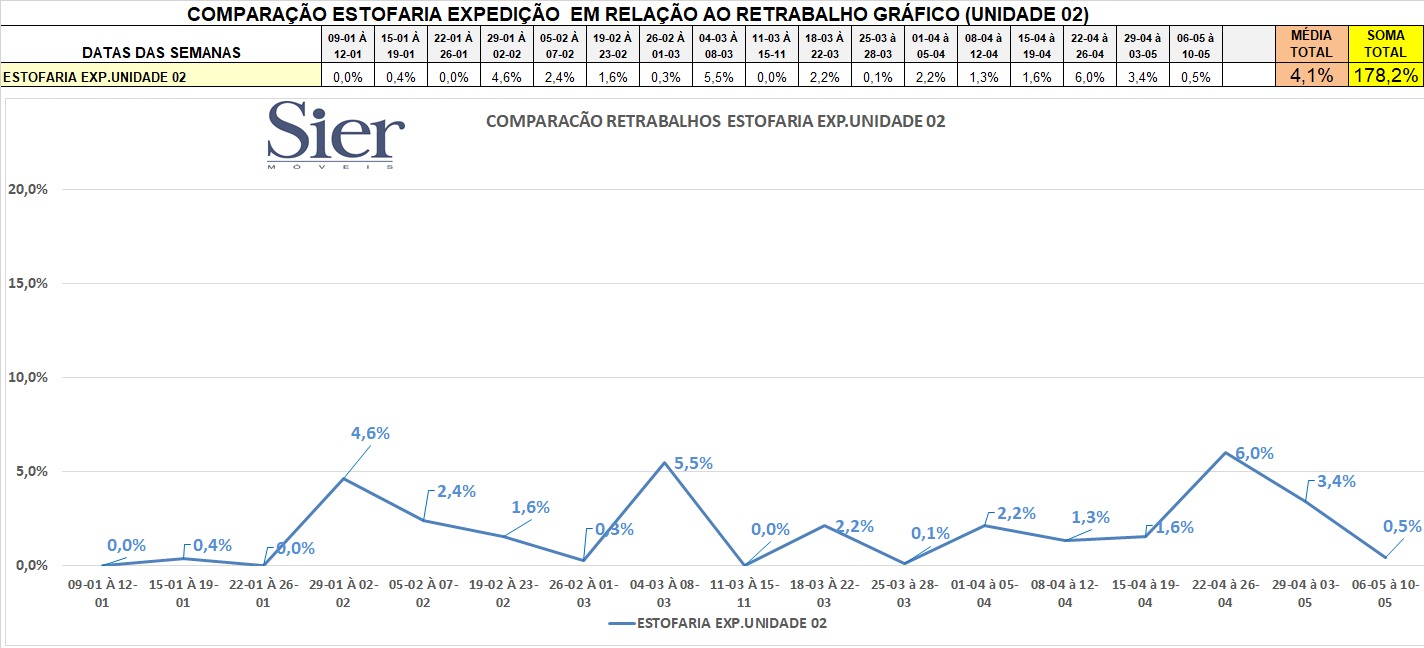 COMPARAÇÃO ESTOFARIA EXPEDIÇÃO EM RELAÇÃO AO RETRABALHO GRÁFICO (UNIDADE 02)
DATAS DAS SEMANAS 09-01 À 12-01 15-01 À 19-01 22-01 À 26-01 29-01 À 02-02 05-02 À 07-02 19-02 À 23-02 26-02 À 01-03 04-03 À 08-03 11-03 À 15-11 18-03 À 22-03 25-03 à 28-03 01-04 à 05-04 08-04 à 12-04 15-04 à 19-04 22-04 à 26-04 29-04 à 03-05 06-05 à 10-05 MÉDIA TOTAL SOMA TOTAL
ESTOFARIA EXP.UNIDADE 02 0,0% 0,4% 0,0% 4,6% 2,4% 1,6% 0,3% 5,5% 0,0% 2,2% 0,1% 2,2% 1,3% 1,6% 6,0% 3,4% 0,5% 4,1% 178,2%
Sier
MÓVEIS
COMPARACÃO RETRABALHOS ESTOFARIA EXP.UNIDADE 02
20,0%
15,0%
10,0%
5,0%
0,0%
0,0% 0,4% 0,0% 4,6% 2,4% 1,6% 0,3% 5,5% 0,0% 2,2% 0,1% 2,2% 1,3% 1,6% 6,0% 3,4% 0,5%
09-01 À 12-01 15-01 À 19-01 22-01 À 26-01 29-01 À 02-02 05-02 À 07-02 19-02 À 23-02 26-02 À 01-03 04-03 À 08-03 11-03 À 15-11 18-03 À 22-03 25-03 à 28-03 01-04 à 05-04 08-04 à 12-04 15-04 à 19-04 22-04 à 26-04 29-04 à 03-05 06-05 à 10-05
ESTOFARIA EXP.UNIDADE 02